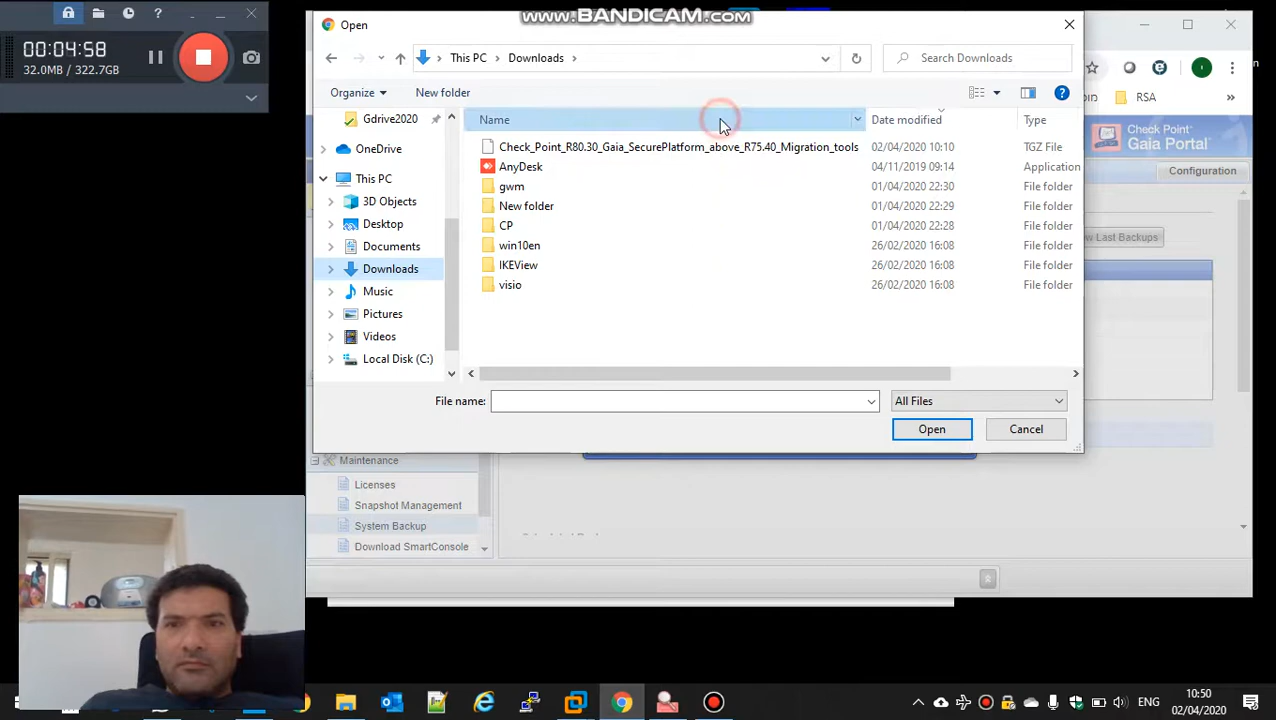 www.BANDICAM.com
00:04:58
32.0MB / 322.7GB
Open
This PC
Downloads
Search Downloads
Organize
New folder
Name
Date modified
Type
Gdrive2020
OneDrive
This PC
3D Objects
Desktop
Documents
Downloads
Music
Pictures
Videos
Local Disk (C:)
Check_Point_R80.30_Gaia_SecurePlatform_above_R75.40_Migration_tools 02/04/2020 10:10 TGZ File
AnyDesk 04/11/2019 09:14 Application
gwm 01/04/2020 22:30 File folder
New folder 01/04/2020 22:29 File folder
CP 01/04/2020 22:28 File folder
win10en 26/02/2020 16:08 File folder
IKEView 26/02/2020 16:08 File folder
visio 26/02/2020 16:08 File folder
File name:
All Files
Open
Cancel
RSA
Check Point
Gaia Portal
Configuration
Last Backups
Maintenance
Licenses
Snapshot Management
System Backup
Download SmartConsole
ENG
10:50
02/04/2020